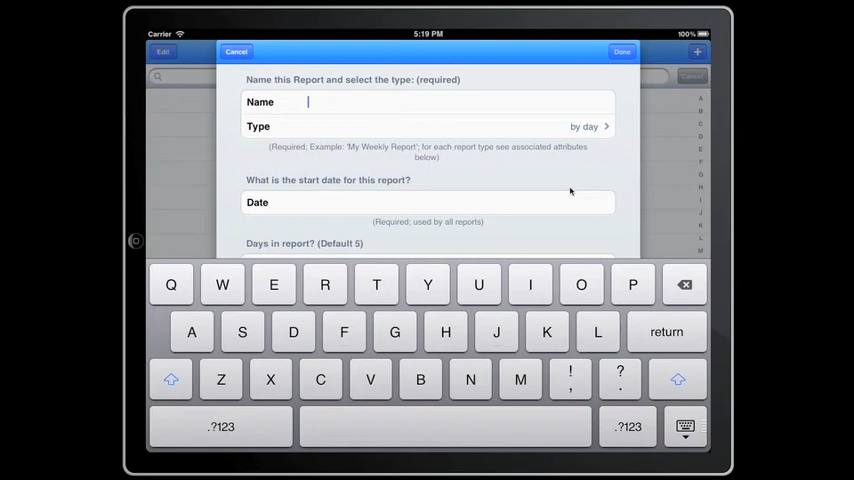 Carrier 5:19 PM 100%
Edit Cancel Done +
Cancel
Name this Report and select the type: (required)
Name
Type by day
(Required; Example: 'My Weekly Report'; for each report type see associated attributes
below)
What is the start date for this report?
Date
(Required; used by all reports)
Days in report? (Default 5)
A
B
C
D
E
F
G
H
I
J
K
L
M
Q W E R T Y U I O P
A S D F G H J K L return
Z X C V B N M ! , ? .
.?123 .?123